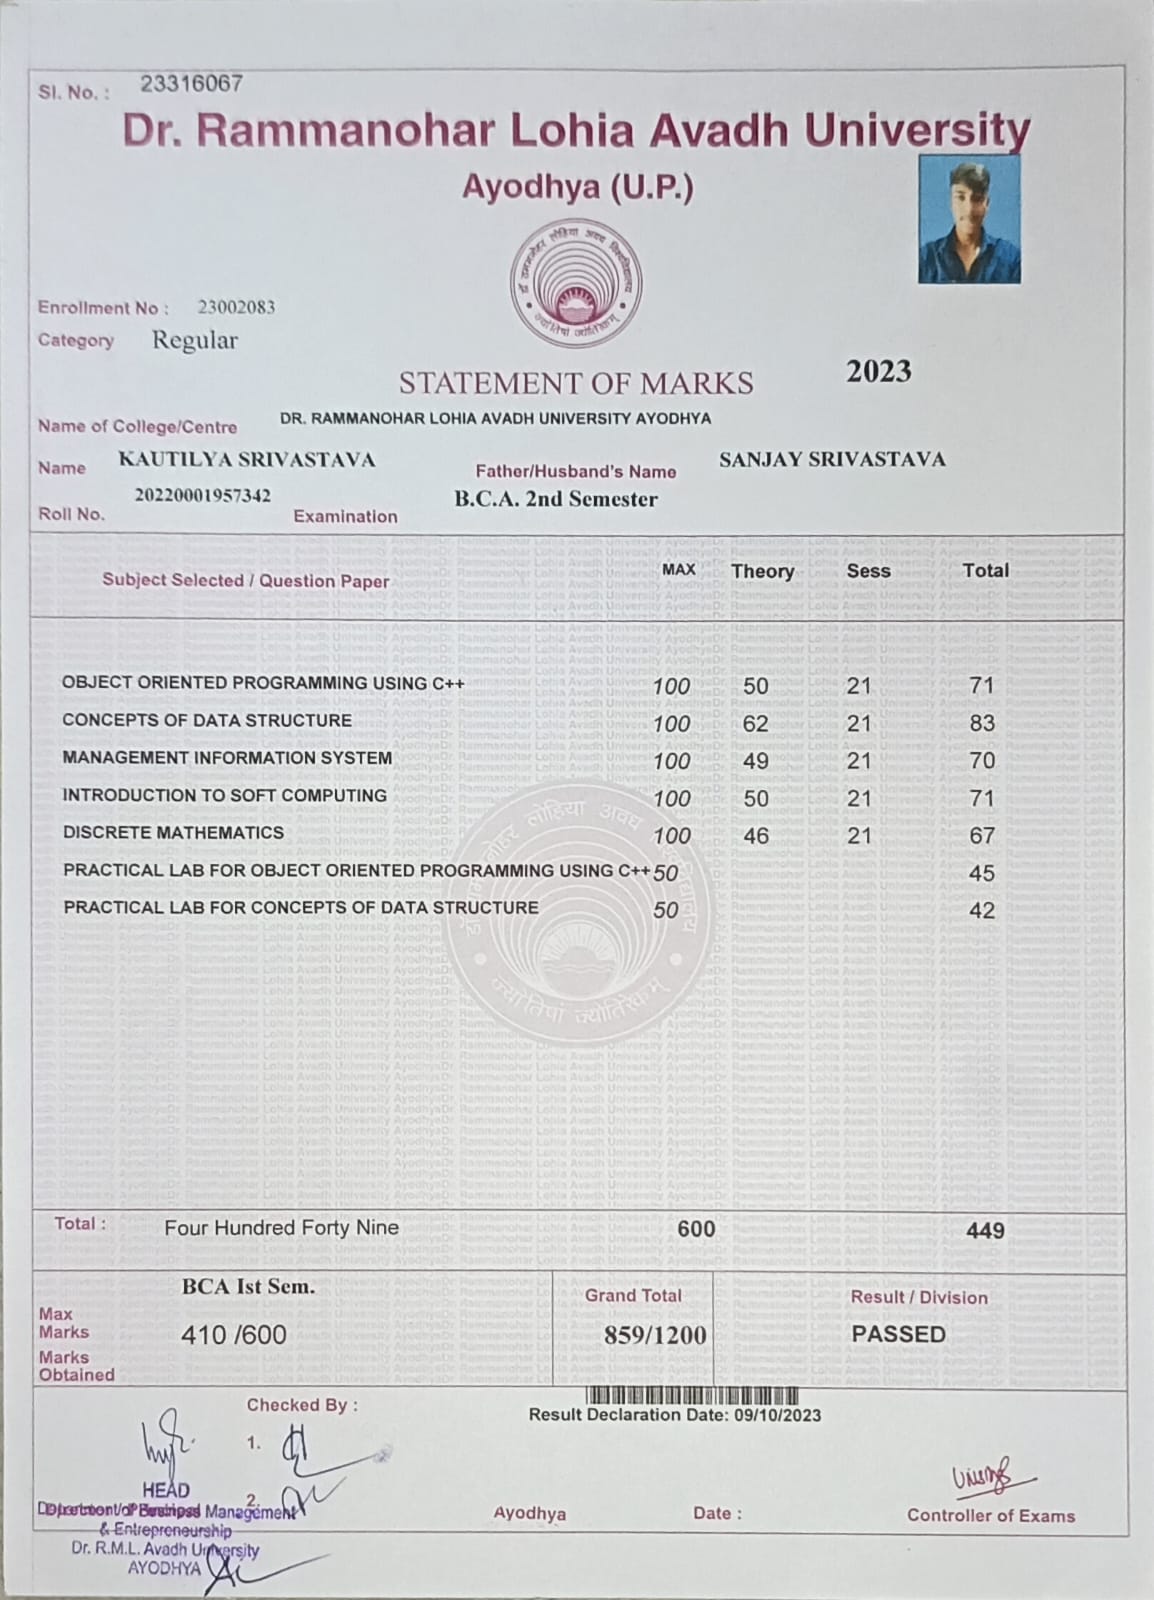 Sl. No. : 23316067
Dr. Rammanohar Lohia Avadh University
Ayodhya (U.P.)
Enrollment No : 23002083
Category Regular
STATEMENT OF MARKS 2023
Name of College/Centre DR. RAMMANOHAR LOHIA AVADH UNIVERSITY AYODHYA
Name KAUTILYA SRIVASTAVA Father/Husband's Name SANJAY SRIVASTAVA
Roll No. 20220001957342 Examination B.C.A. 2nd Semester
Subject Selected / Question Paper MAX Theory Sess Total
OBJECT ORIENTED PROGRAMMING USING C++ 100 50 21 71
CONCEPTS OF DATA STRUCTURE 100 62 21 83
MANAGEMENT INFORMATION SYSTEM 100 49 21 70
INTRODUCTION TO SOFT COMPUTING 100 50 21 71
DISCRETE MATHEMATICS 100 46 21 67
PRACTICAL LAB FOR OBJECT ORIENTED PROGRAMMING USING C++ 50 45
PRACTICAL LAB FOR CONCEPTS OF DATA STRUCTURE 50 42
Total : Four Hundred Forty Nine 600 449
BCA Ist Sem. Grand Total Result / Division
Max
Marks 410 /600 859/1200 PASSED
Marks
Obtained
Checked By : Result Declaration Date: 09/10/2023
1.
HEAD
2.
Business Management
& Entrepreneurship
Dr. R.M.L. Avadh University
AYODHYA
Ayodhya Date : Controller of Exams